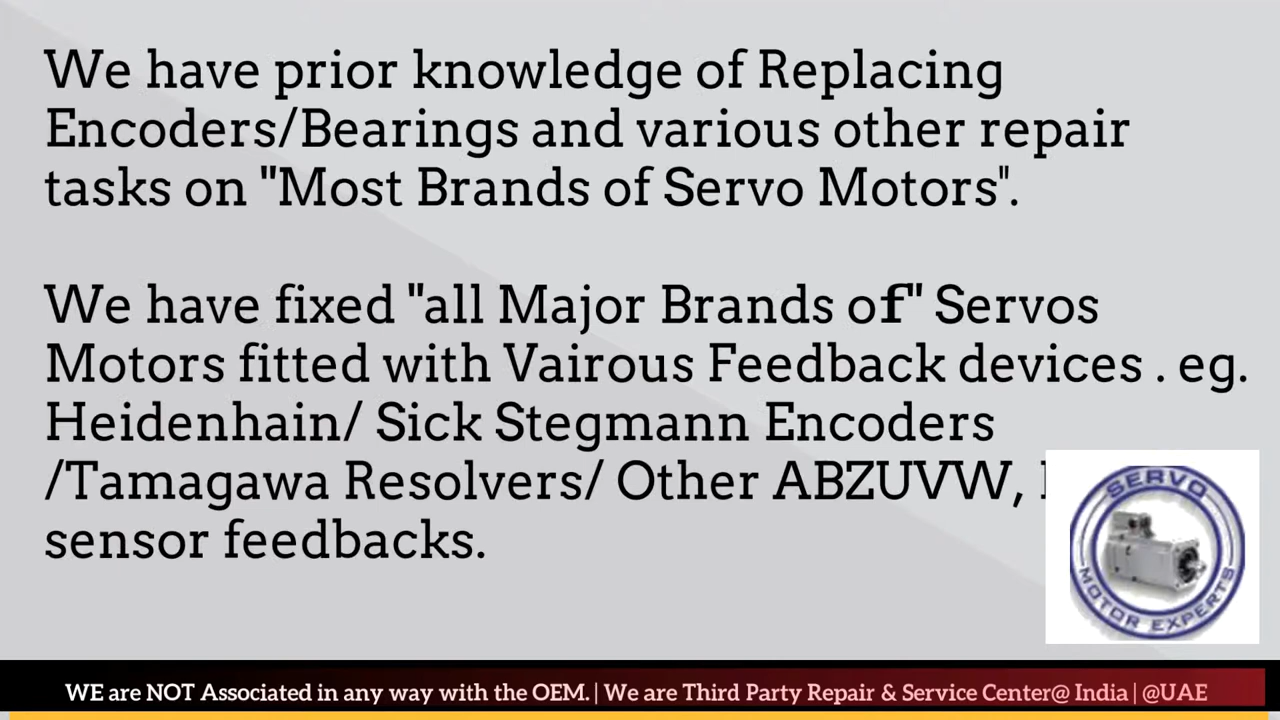 We have prior knowledge of Replacing
Encoders/Bearings and various other repair
tasks on "Most Brands of Servo Motors".
We have fixed "all Major Brands of" Servos
Motors fitted with Vairous Feedback devices . eg.
Heidenhain/ Sick Stegmann Encoders
/Tamagawa Resolvers/ Other ABZUVW,
sensor feedbacks.
SERVO
MOTOR EXPERTS
WE are NOT Associated in any way with the OEM. | We are Third Party Repair & Service Center@ India | @UAE